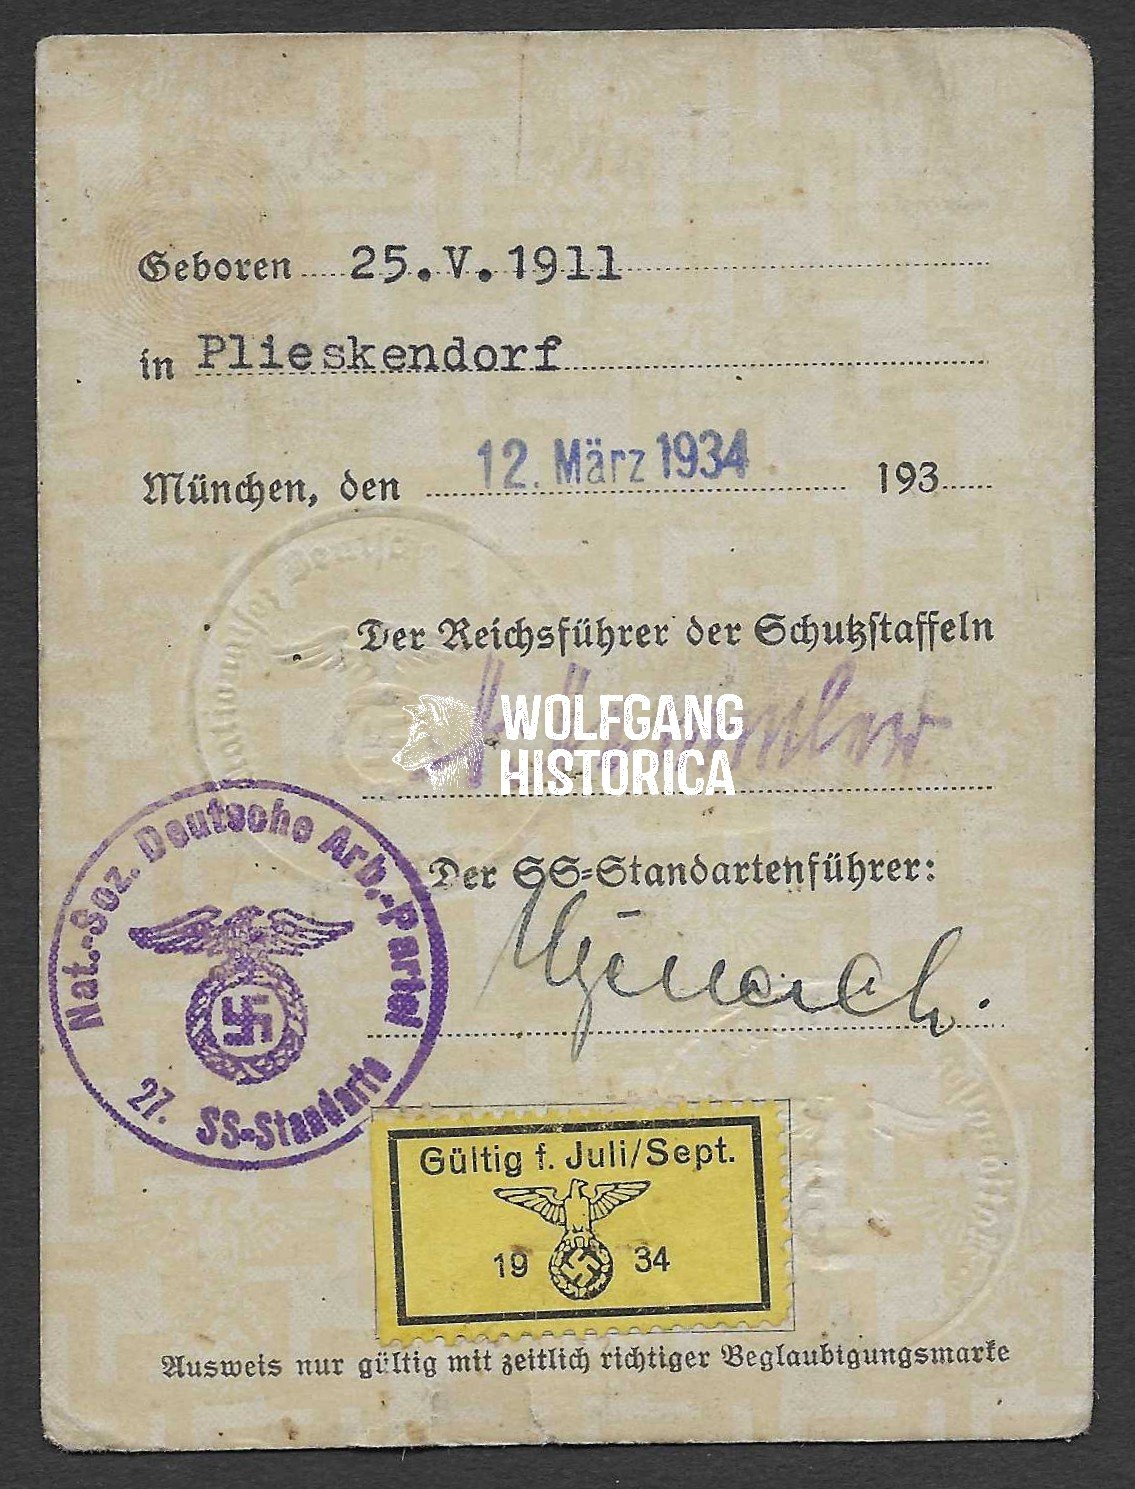 Geboren 25.V.1911
in Plieskendorf
München, den 12. März 1934 193
Der Reichsführer der Schutzstaffeln
WOLFGANG
HISTORICA
Der SS-Standartenführer:
Nat.-Soz. Deutsche Arb.-Partei
27. SS-Standarte
Gültig f. Juli/Sept.
19 34
Ausweis nur gültig mit zeitlich richtiger Beglaubigungsmarke